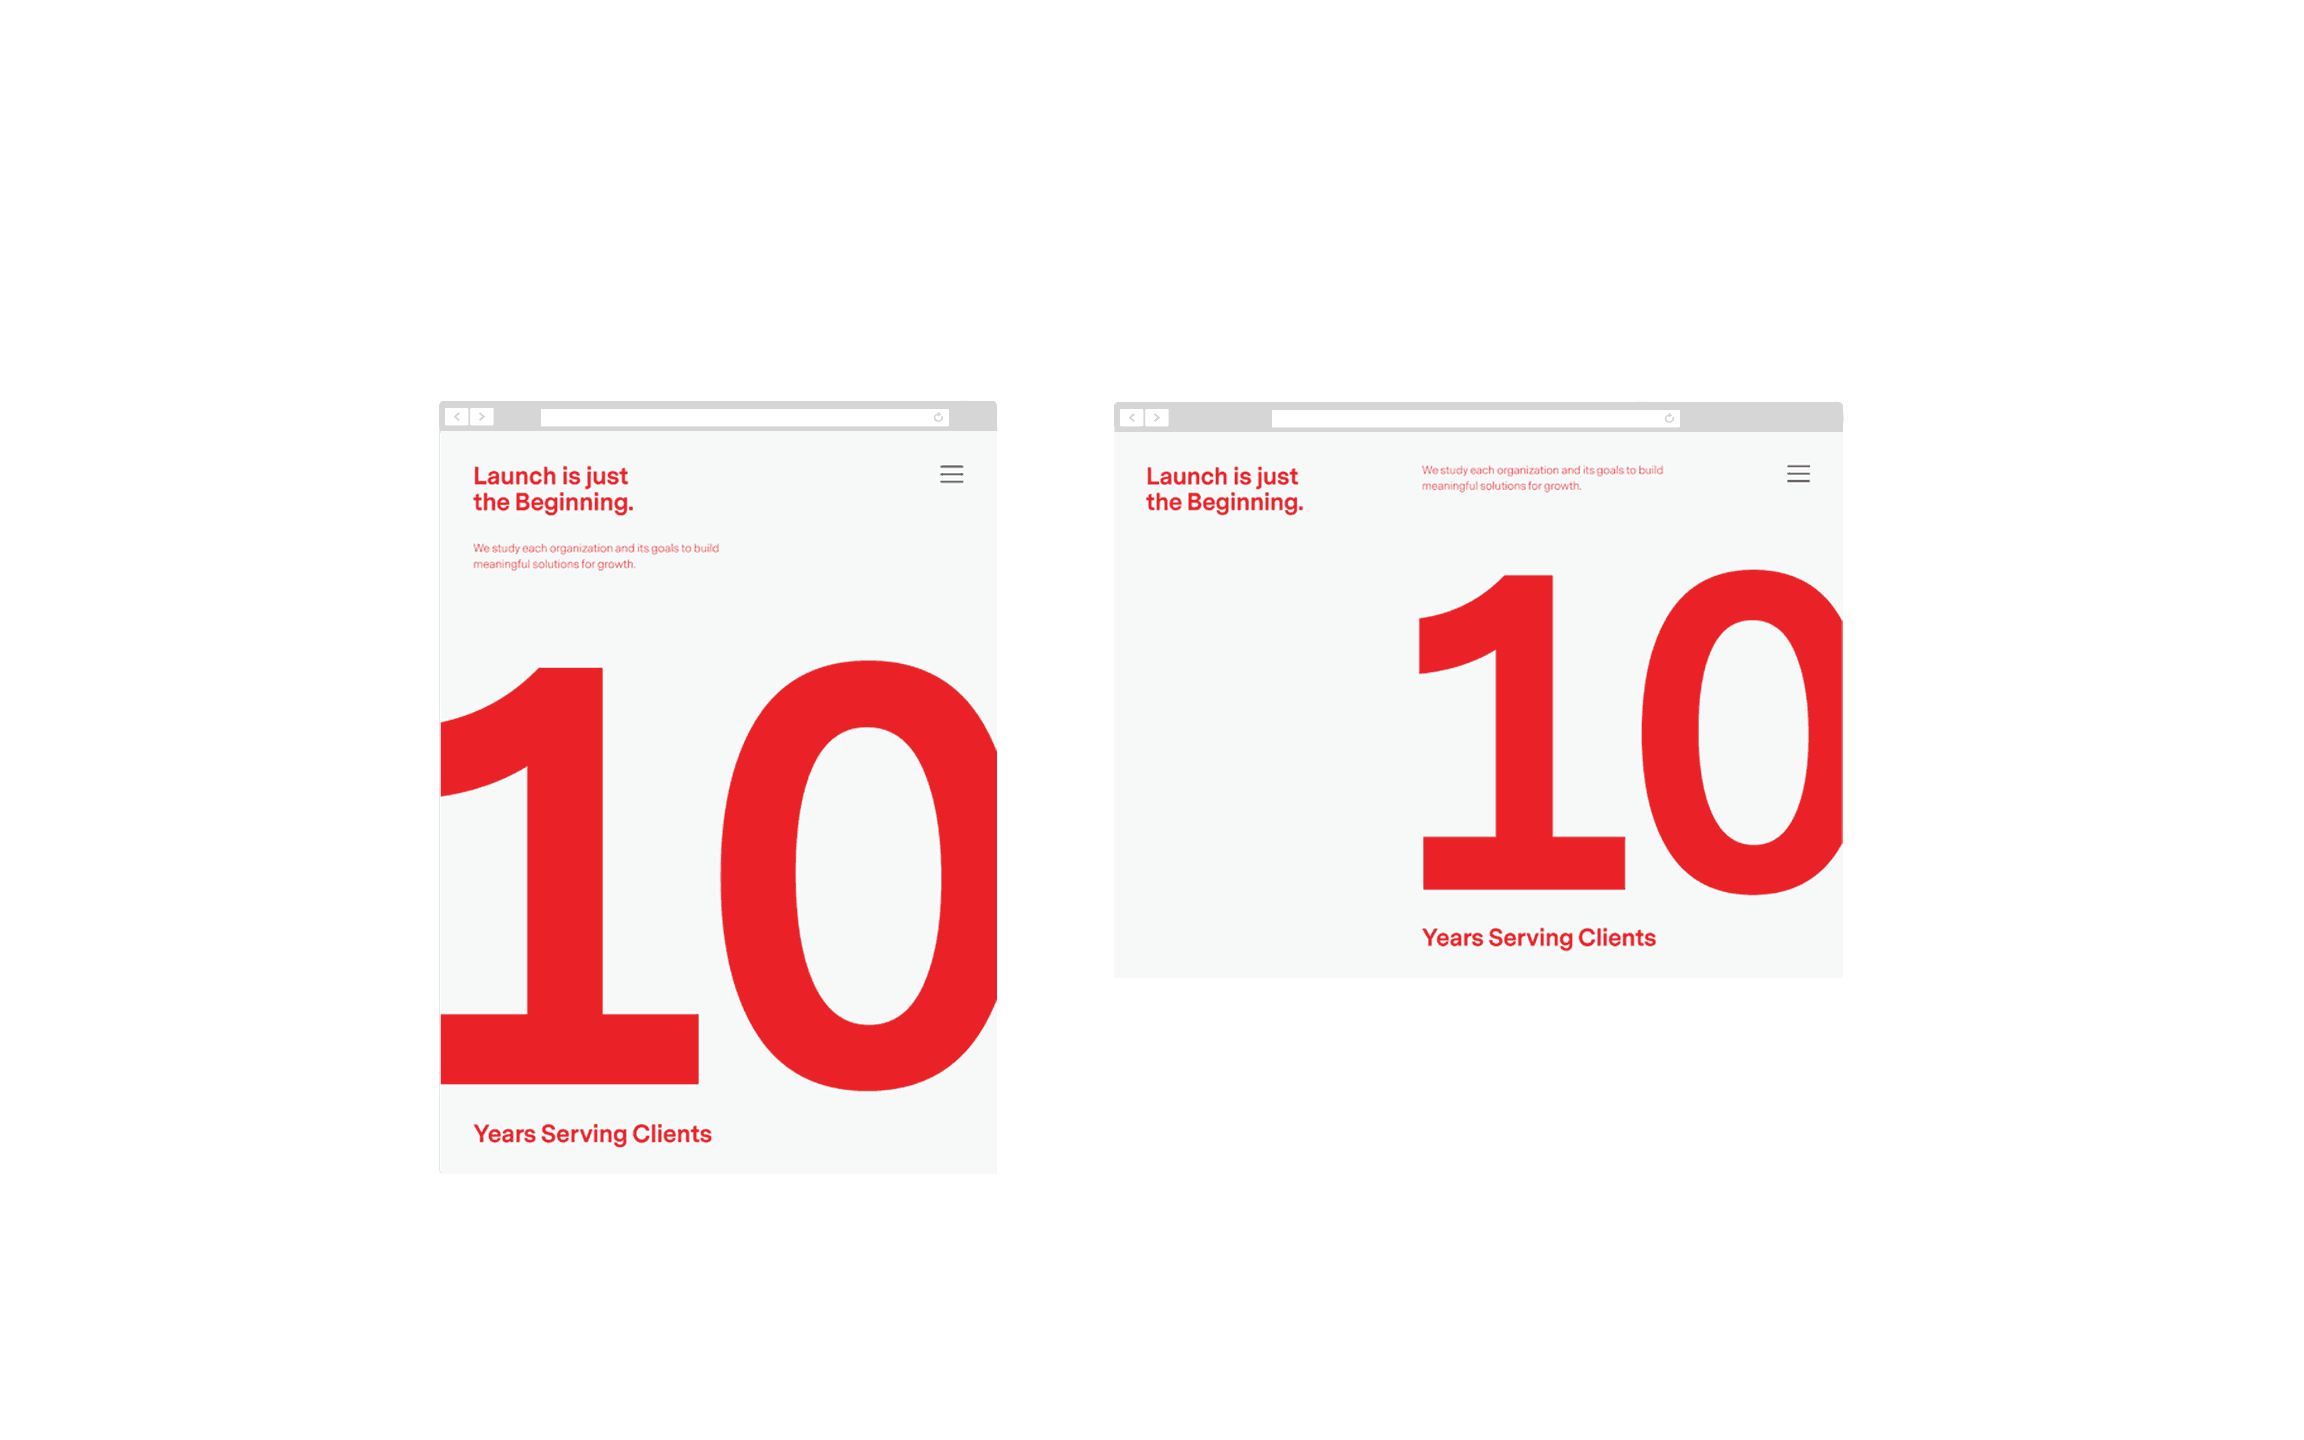 Launch is just
the Beginning.
We study each organization and its goals to build
meaningful solutions for growth.
10
Years Serving Clients
Launch is just
the Beginning.
We study each organization and its goals to build
meaningful solutions for growth.
10
Years Serving Clients